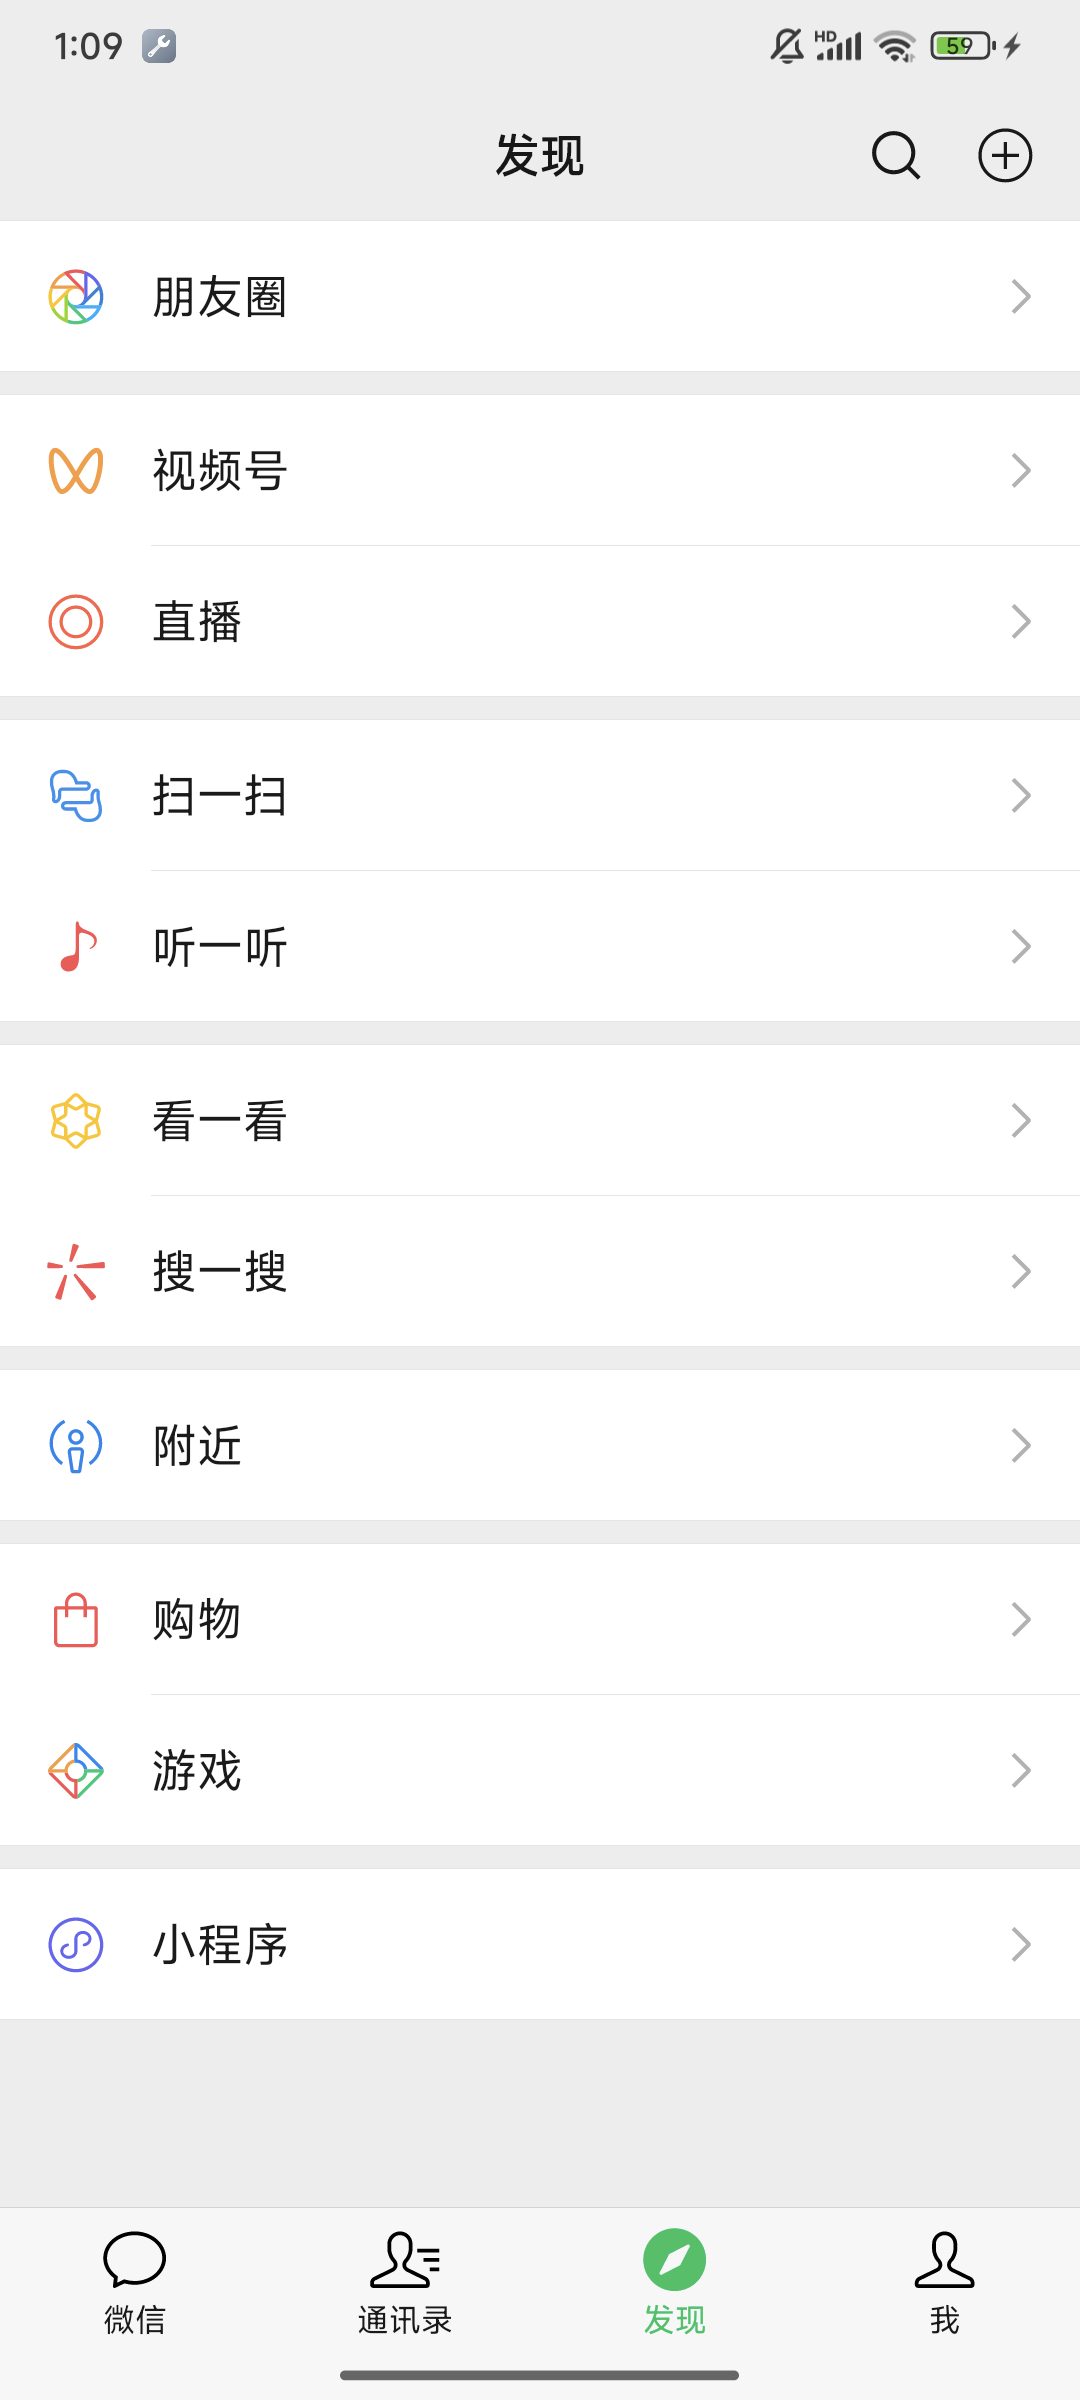 1:09
HD
59
发现
朋友圈
视频号
直播
扫一扫
听一听
看一看
搜一搜
附近
购物
游戏
小程序
微信
通讯录
发现
我